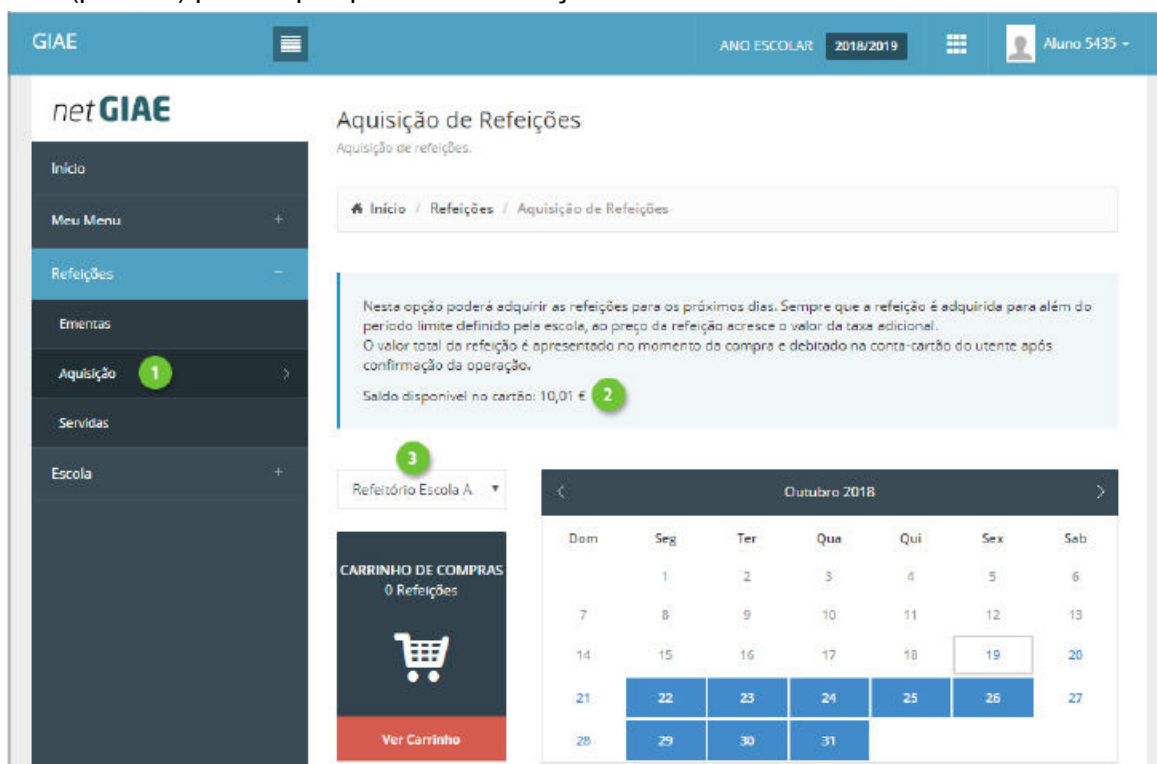 GIAE
ANO ESCOLAR 2018/2019
Aluno 5435
net GIAE
Início
Meu Menu +
Refeições −
Ementas
Aquisição 1 >
Servidas
Escola +
Aquisição de Refeições
Aquisição de refeições.
Início / Refeições / Aquisição de Refeições
Nesta opção poderá adquirir as refeições para os próximos dias. Sempre que a refeição é adquirida para além do
período limite definido pela escola, ao preço da refeição acresce o valor da taxa adicional.
O valor total da refeição é apresentado no momento da compra e debitado na conta-cartão do utente após
confirmação da operação.
Saldo disponível no cartão: 10,01 € 2
3
Refeitório Escola A
CARRINHO DE COMPRAS
0 Refeições
Ver Carrinho
< Outubro 2018 >
Dom Seg Ter Qua Qui Sex Sab
1 2 3 4 5 6
7 8 9 10 11 12 13
14 15 16 17 18 19 20
21 22 23 24 25 26 27
28 29 30 31